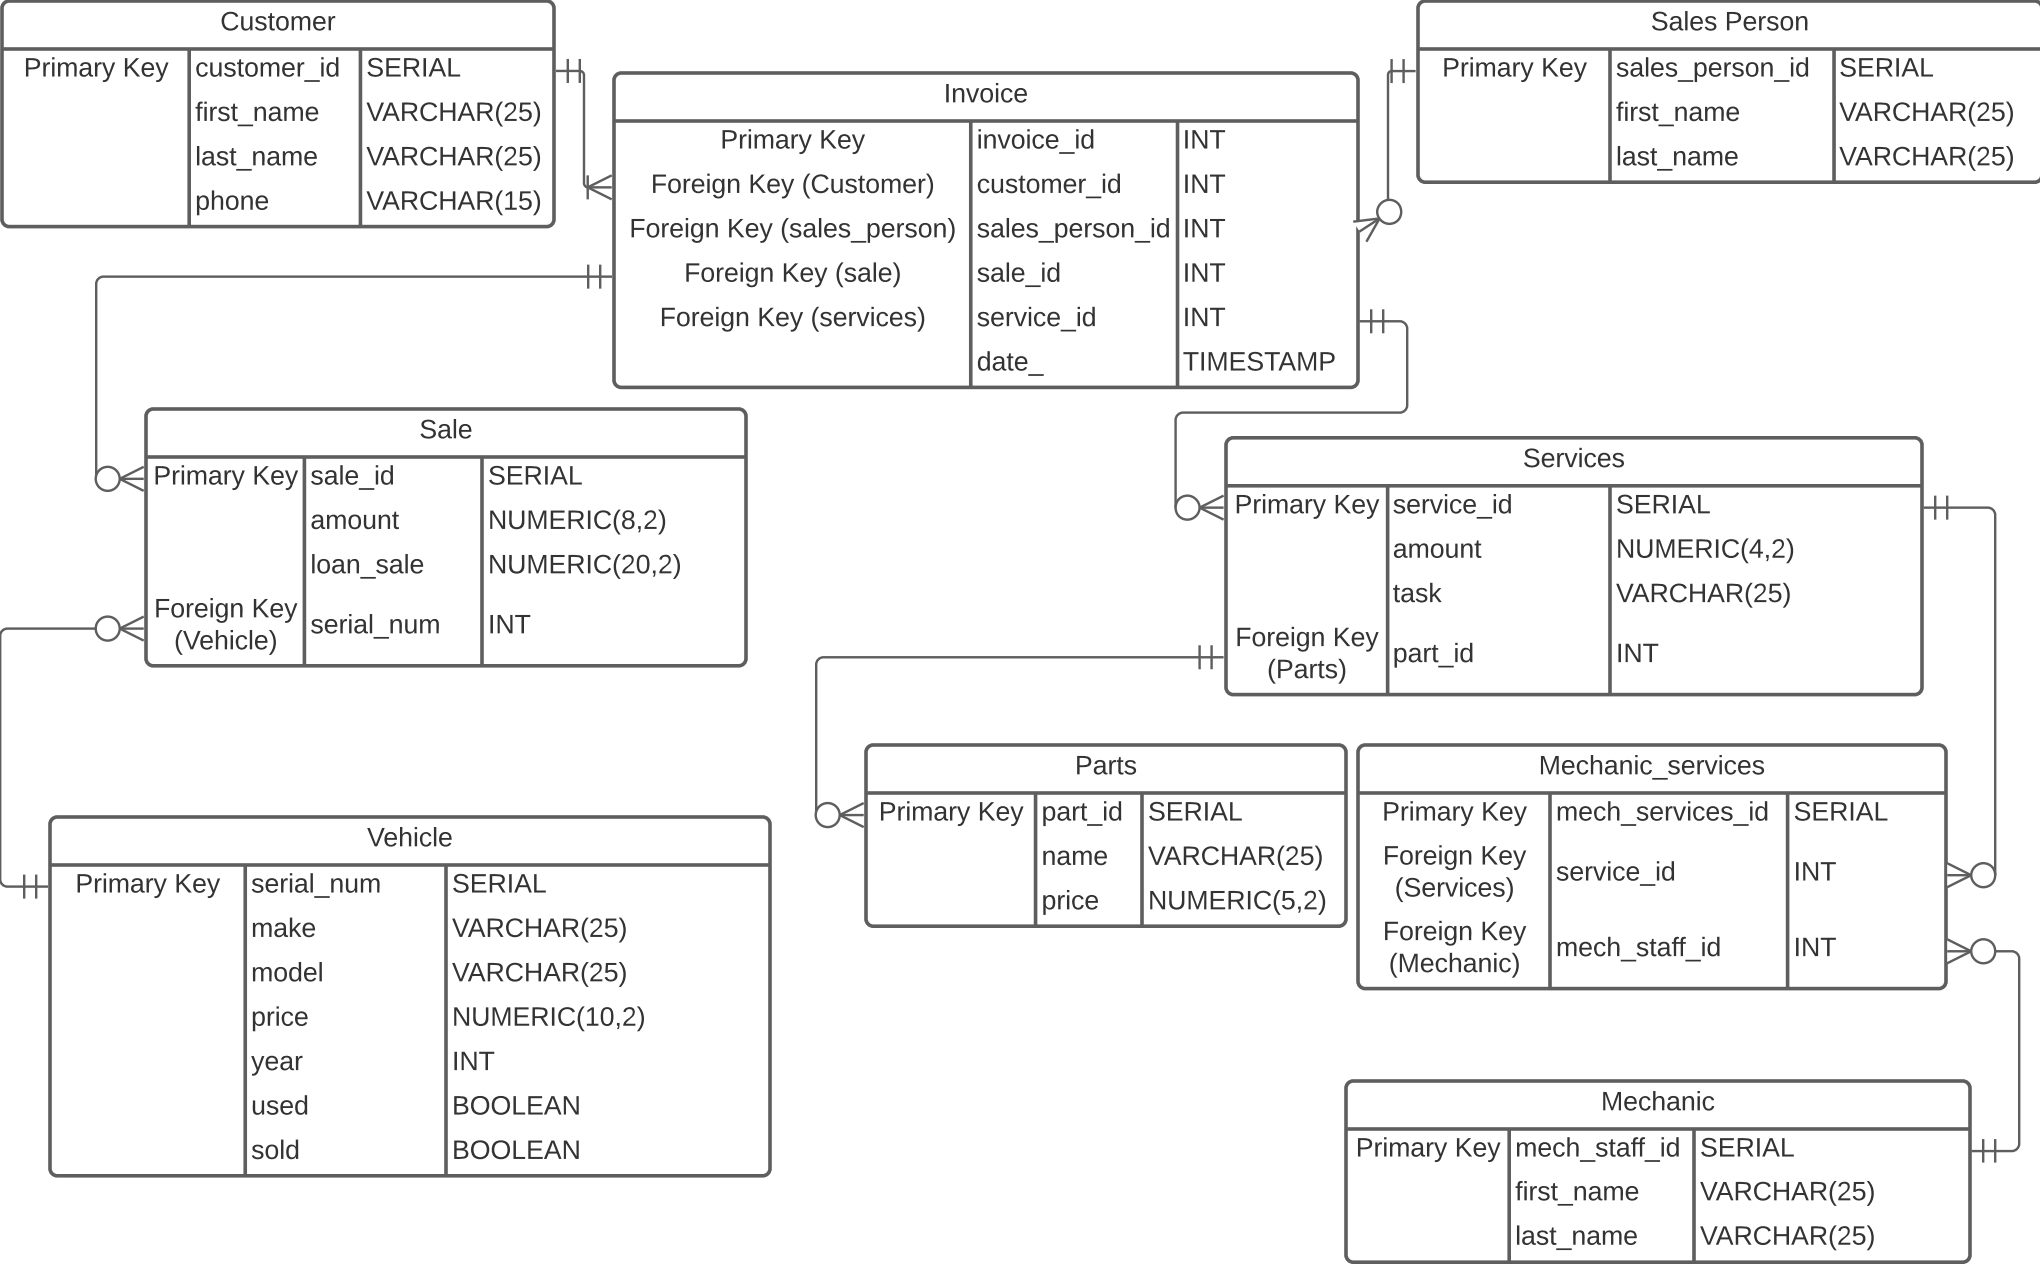 Customer
Primary Key customer_id SERIAL
first_name VARCHAR(25)
last_name VARCHAR(25)
phone VARCHAR(15)
Invoice
Primary Key invoice_id INT
Foreign Key (Customer) customer_id INT
Foreign Key (sales_person) sales_person_id INT
Foreign Key (sale) sale_id INT
Foreign Key (services) service_id INT
date_ TIMESTAMP
Sales Person
Primary Key sales_person_id SERIAL
first_name VARCHAR(25)
last_name VARCHAR(25)
Sale
Primary Key sale_id SERIAL
amount NUMERIC(8,2)
loan_sale NUMERIC(20,2)
Foreign Key
(Vehicle) serial_num INT
Services
Primary Key service_id SERIAL
amount NUMERIC(4,2)
task VARCHAR(25)
Foreign Key
(Parts) part_id INT
Vehicle
Primary Key serial_num SERIAL
make VARCHAR(25)
model VARCHAR(25)
price NUMERIC(10,2)
year INT
used BOOLEAN
sold BOOLEAN
Parts
Primary Key part_id SERIAL
name VARCHAR(25)
price NUMERIC(5,2)
Mechanic_services
Primary Key mech_services_id SERIAL
Foreign Key
(Services) service_id INT
Foreign Key
(Mechanic) mech_staff_id INT
Mechanic
Primary Key mech_staff_id SERIAL
first_name VARCHAR(25)
last_name VARCHAR(25)